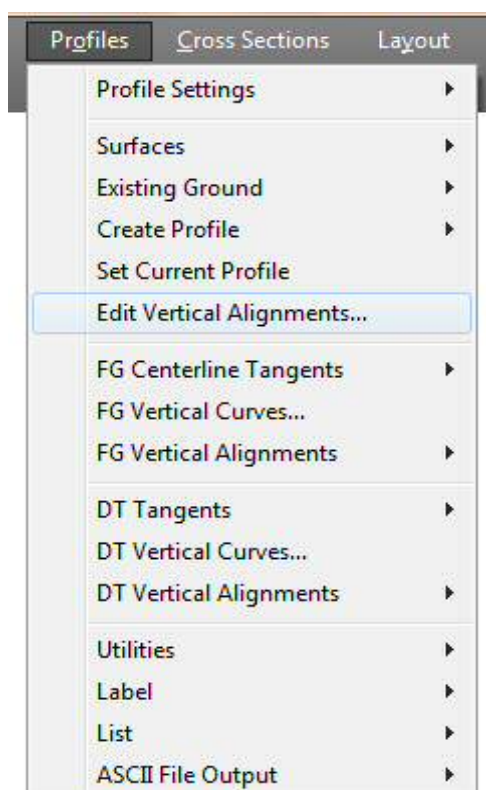 Profiles Cross Sections Layout
Profile Settings
Surfaces
Existing Ground
Create Profile
Set Current Profile
Edit Vertical Alignments...
FG Centerline Tangents
FG Vertical Curves...
FG Vertical Alignments
DT Tangents
DT Vertical Curves...
DT Vertical Alignments
Utilities
Label
List
ASCII File Output